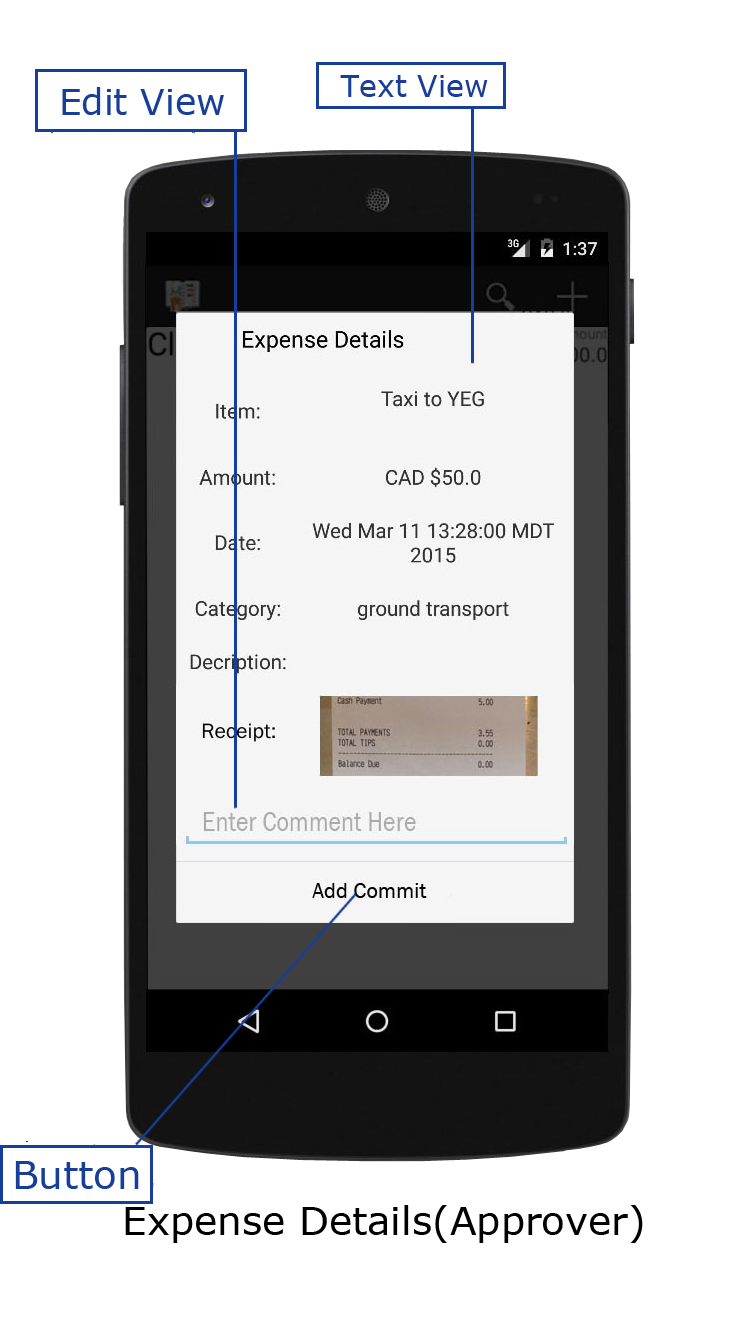 Edit View
Text View
3G
1:37
Cl
mount
00.0
Expense Details
Item:
Taxi to YEG
Amount:
CAD $50.0
Date:
Wed Mar 11 13:28:00 MDT
2015
Category:
ground transport
Decription:
Receipt:
Cash Payment 5.00
TOTAL PAYMENTS 3.55
TOTAL TIPS 0.00
Balance Due 0.00
Enter Comment Here
Add Commit
Button
Expense Details(Approver)